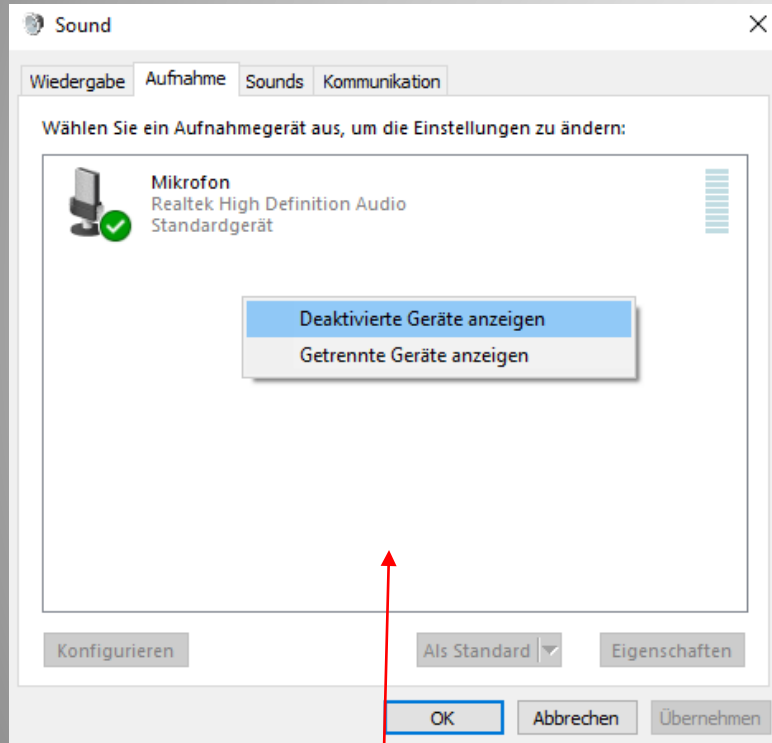 Sound
Wiedergabe Aufnahme Sounds Kommunikation
Wählen Sie ein Aufnahmegerät aus, um die Einstellungen zu ändern:
Mikrofon
Realtek High Definition Audio
Standardgerät
Deaktivierte Geräte anzeigen
Getrennte Geräte anzeigen
Konfigurieren Als Standard Eigenschaften
OK Abbrechen Übernehmen